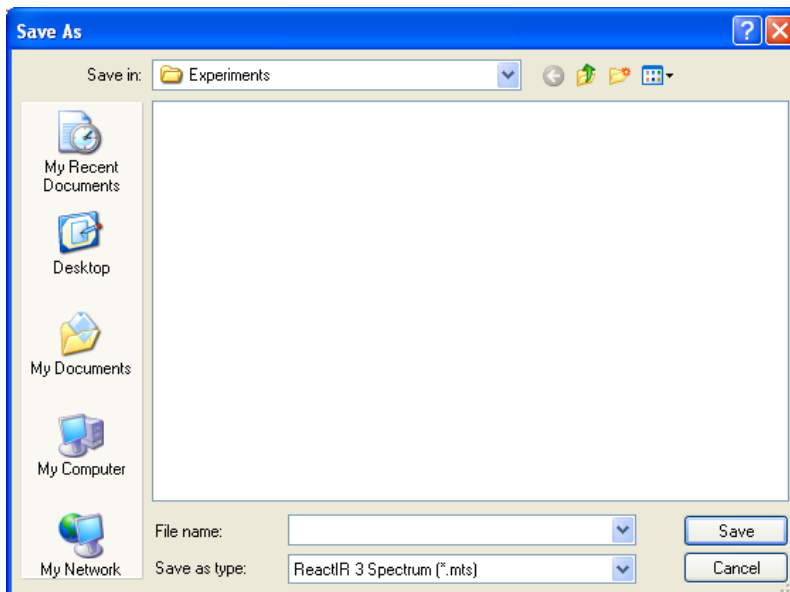 Save As
Save in: Experiments
My Recent
Documents
Desktop
My Documents
My Computer
My Network
File name:
Save
Save as type: ReactIR 3 Spectrum (*.mts)
Cancel